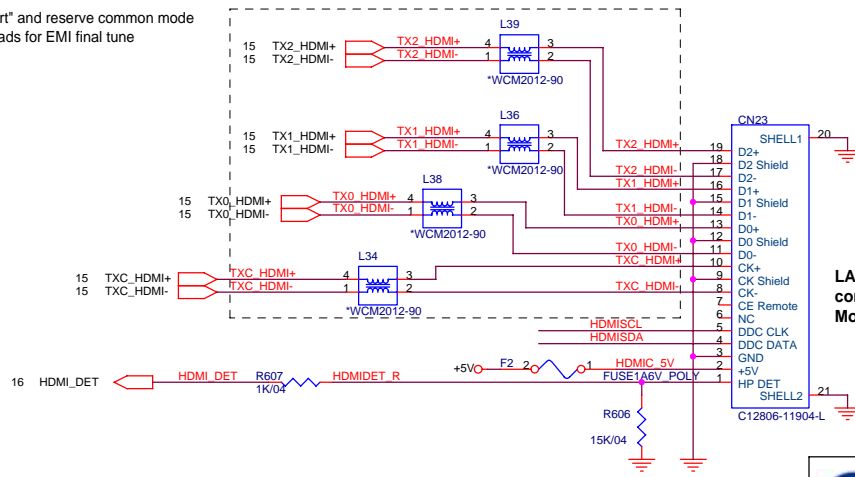 rt" and reserve common mode
ads for EMI final tune
L39
15 TX2_HDMI+ TX2_HDMI+ 4 3
15 TX2_HDMI- TX2_HDMI- 1 2
*WCM2012-90
L36
15 TX1_HDMI+ TX1_HDMI+ 4 3
15 TX1_HDMI- TX1_HDMI- 1 2
*WCM2012-90
L38
15 TX0_HDMI+ TX0_HDMI+ 4 3
15 TX0_HDMI- TX0_HDMI- 1 2
*WCM2012-90
L34
15 TXC_HDMI+ TXC_HDMI+ 4 3
15 TXC_HDMI- TXC_HDMI- 1 2
*WCM2012-90
CN23
SHELL1 20
TX2_HDMI+ 19 D2+
18 D2 Shield
TX2_HDMI- 17 D2-
TX1_HDMI+ 16 D1+
15 D1 Shield
TX1_HDMI- 14 D1-
TX0_HDMI+ 13 D0+
12 D0 Shield
TX0_HDMI- 11 D0-
TXC_HDMI+ 10 CK+
9 CK Shield
TXC_HDMI- 8 CK-
7 CE Remote
6 NC
HDMISCL 5 DDC CLK
HDMISDA 4 DDC DATA
3 GND
+5V F2 2 1 HDMIC_5V 2 +5V
FUSE1A6V_POLY
16 HDMI_DET HDMI_DET R607 HDMIDET_R 1 HP DET
1K/04
SHELL2 21
C12806-11904-L
R606
15K/04
LA
co
Mo